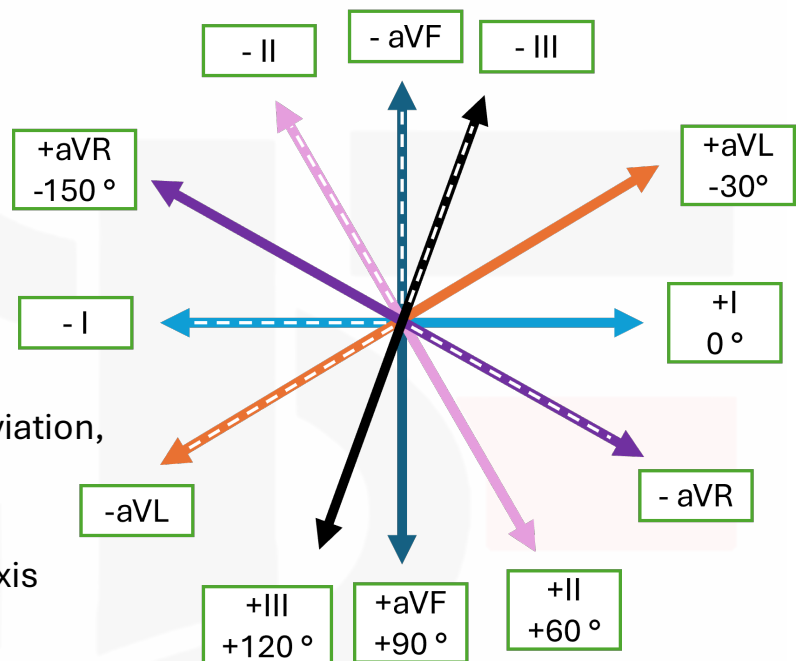 - II
- aVF
- III
+aVR
-150 °
+aVL
-30°
- I
+I
0 °
viation,
-aVL
- aVR
xis
+III
+120 °
+aVF
+90 °
+II
+60 °